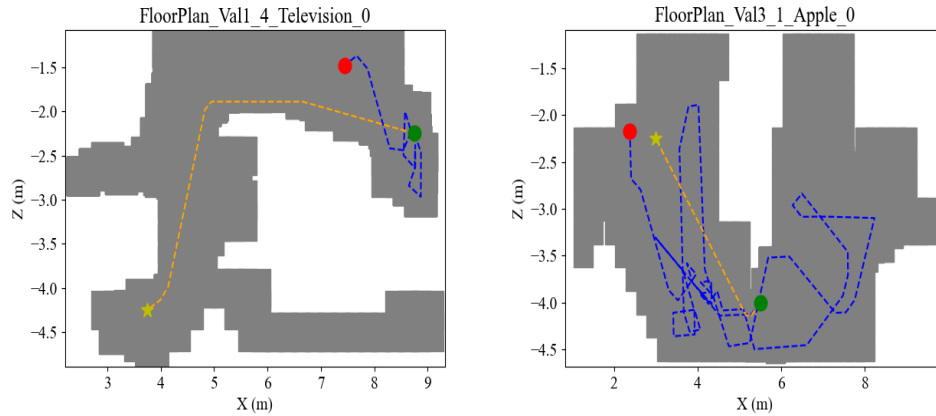 FloorPlan_Val1_4_Television_0
−1.5
−2.0
−2.5
−3.0
−3.5
−4.0
−4.5
Z (m)
3 4 5 6 7 8 9
X (m)
FloorPlan_Val3_1_Apple_0
−1.5
−2.0
−2.5
−3.0
−3.5
−4.0
−4.5
Z (m)
2 4 6 8
X (m)